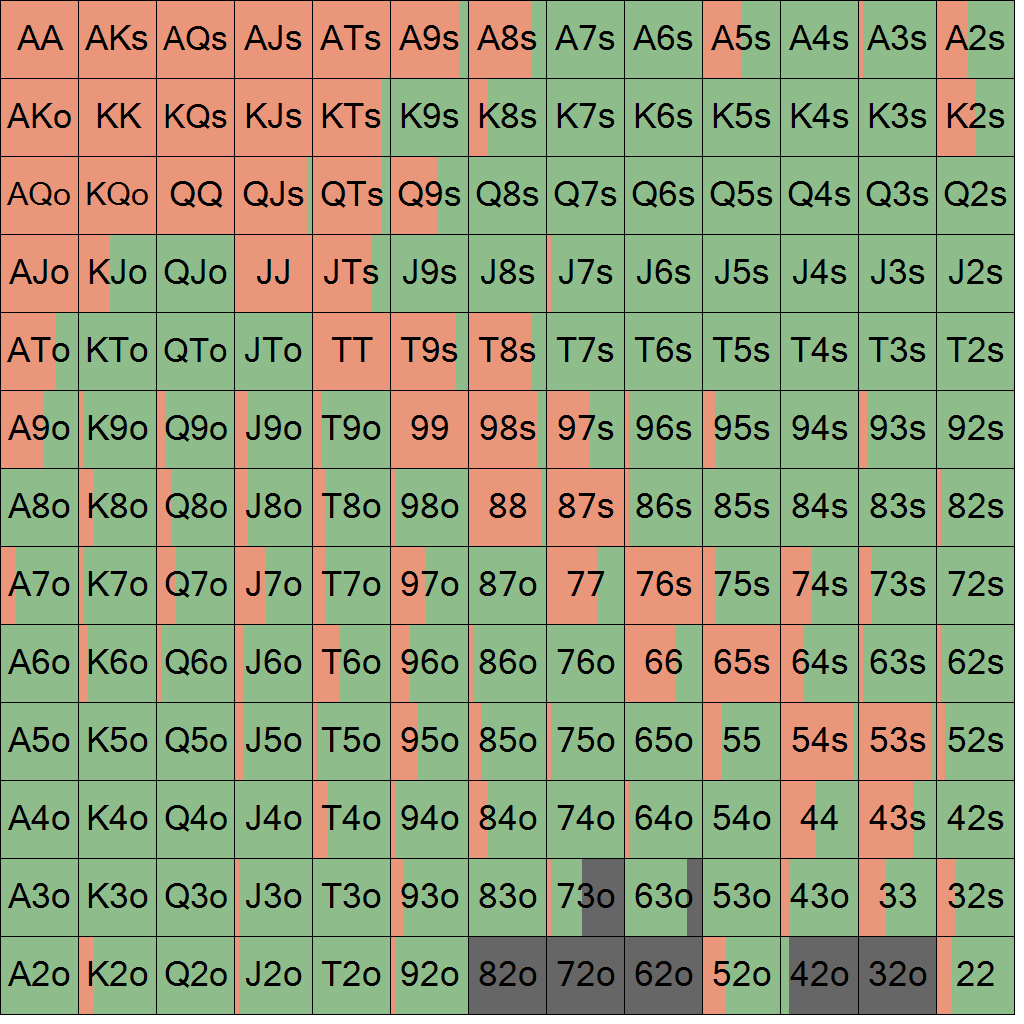 AA AKs AQs AJs ATs A9s A8s A7s A6s A5s A4s A3s A2s
AKo KK KQs KJs KTs K9s K8s K7s K6s K5s K4s K3s K2s
AQo KQo QQ QJs QTs Q9s Q8s Q7s Q6s Q5s Q4s Q3s Q2s
AJo KJo QJo JJ JTs J9s J8s J7s J6s J5s J4s J3s J2s
ATo KTo QTo JTo TT T9s T8s T7s T6s T5s T4s T3s T2s
A9o K9o Q9o J9o T9o 99 98s 97s 96s 95s 94s 93s 92s
A8o K8o Q8o J8o T8o 98o 88 87s 86s 85s 84s 83s 82s
A7o K7o Q7o J7o T7o 97o 87o 77 76s 75s 74s 73s 72s
A6o K6o Q6o J6o T6o 96o 86o 76o 66 65s 64s 63s 62s
A5o K5o Q5o J5o T5o 95o 85o 75o 65o 55 54s 53s 52s
A4o K4o Q4o J4o T4o 94o 84o 74o 64o 54o 44 43s 42s
A3o K3o Q3o J3o T3o 93o 83o 73o 63o 53o 43o 33 32s
A2o K2o Q2o J2o T2o 92o 82o 72o 62o 52o 42o 32o 22